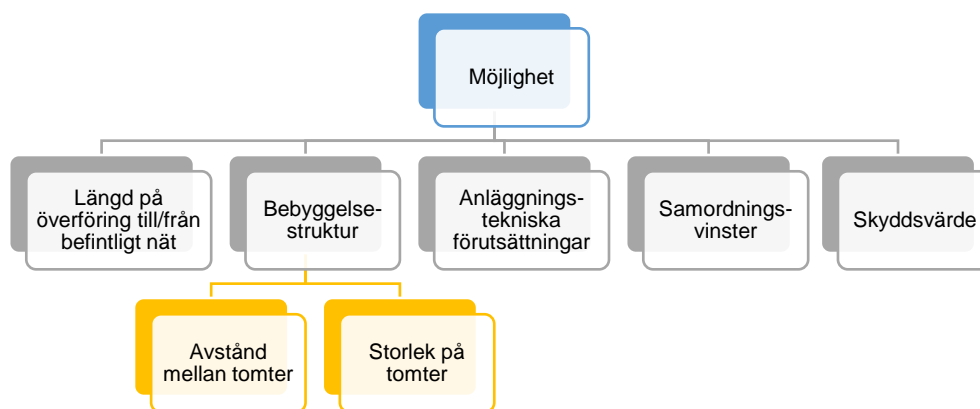 Möjlighet
Längd på
överföring till/från
befintligt nät
Bebyggelse-
struktur
Anläggnings-
tekniska
förutsättningar
Samordnings-
vinster
Skyddsvärde
Avstånd
mellan tomter
Storlek på
tomter